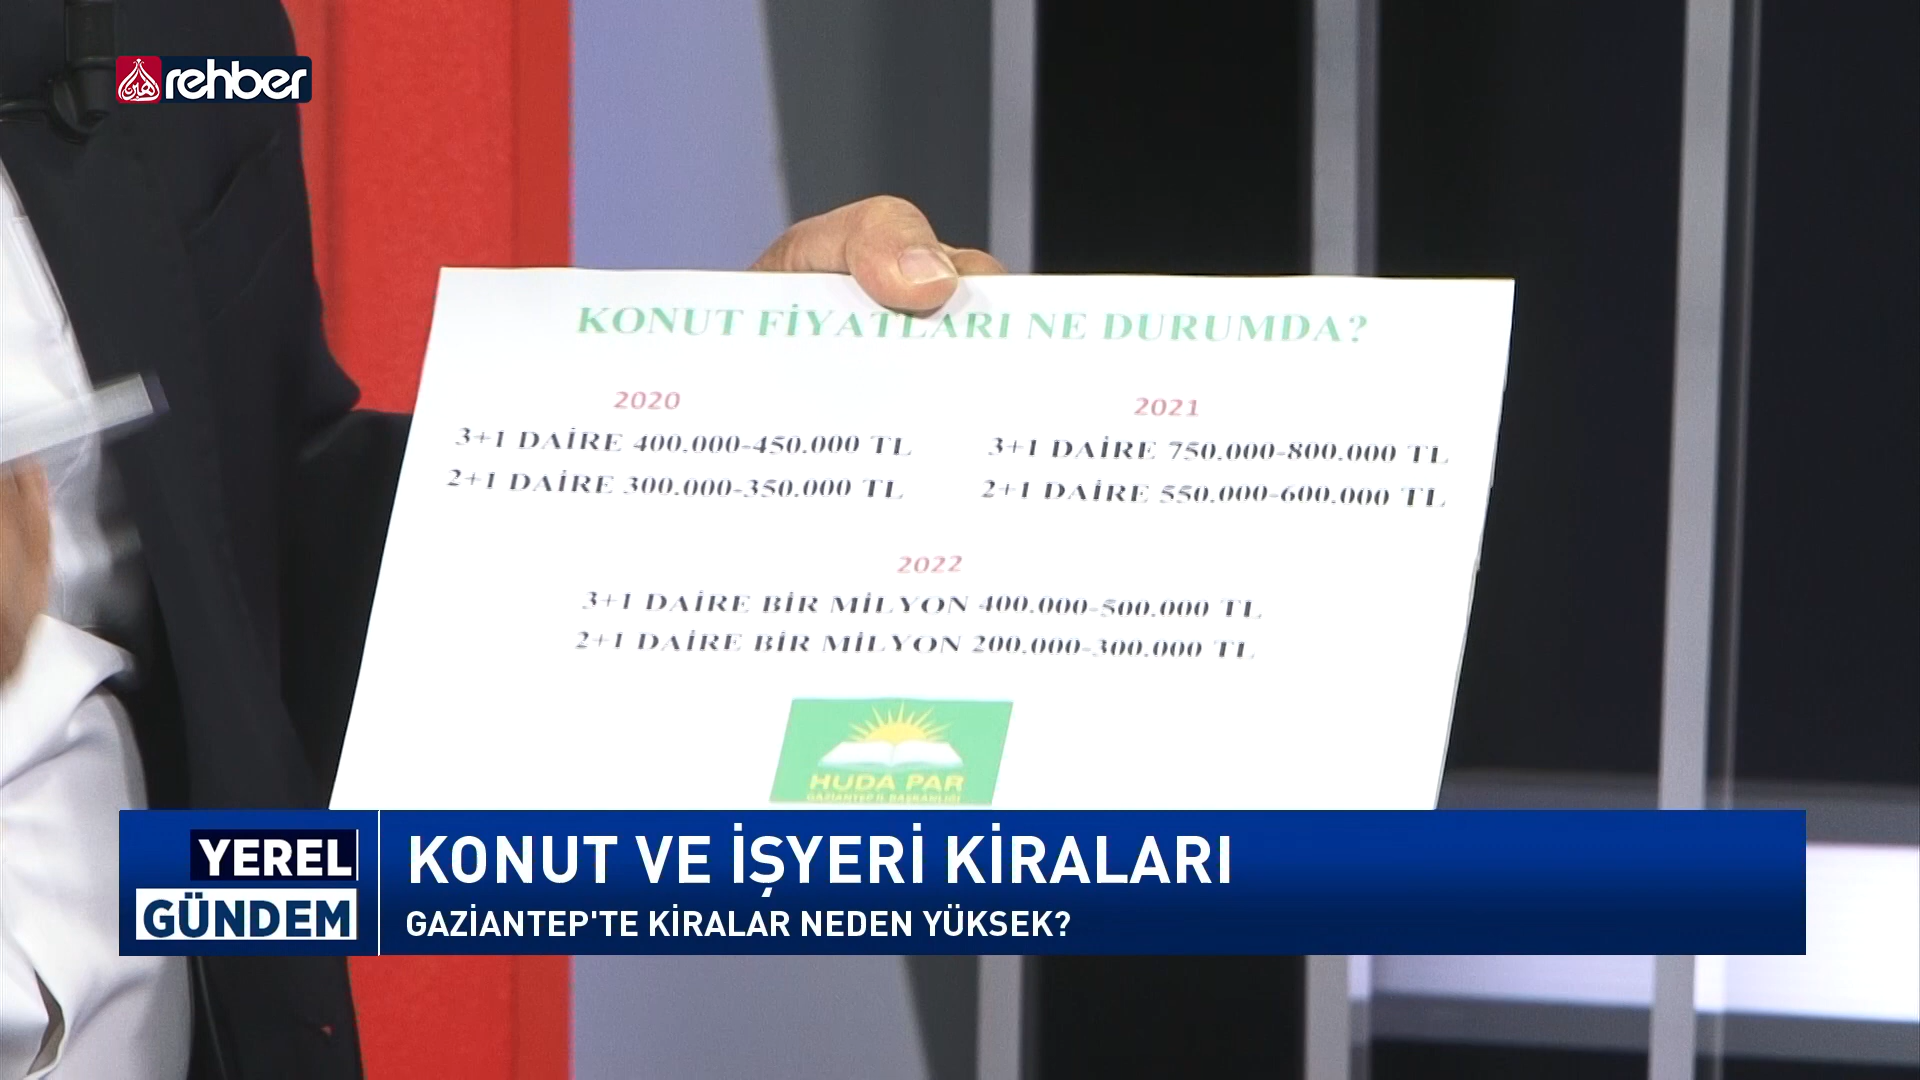 rehber
KONUT FİYATLARI NE DURUMDA?
2020
3+1 DAİRE 400.000-450.000 TL
2+1 DAİRE 300.000-350.000 TL
2021
3+1 DAİRE 750.000-800.000 TL
2+1 DAİRE 550.000-600.000 TL
2022
3+1 DAİRE BİR MİLYON 400.000-500.000 TL
2+1 DAİRE BİR MİLYON 200.000-300.000 TL
HUDA PAR
GAZİANTEP İL BAŞKANLIĞI
YEREL
GÜNDEM
KONUT VE İŞYERİ KİRALARI
GAZİANTEP'TE KİRALAR NEDEN YÜKSEK?